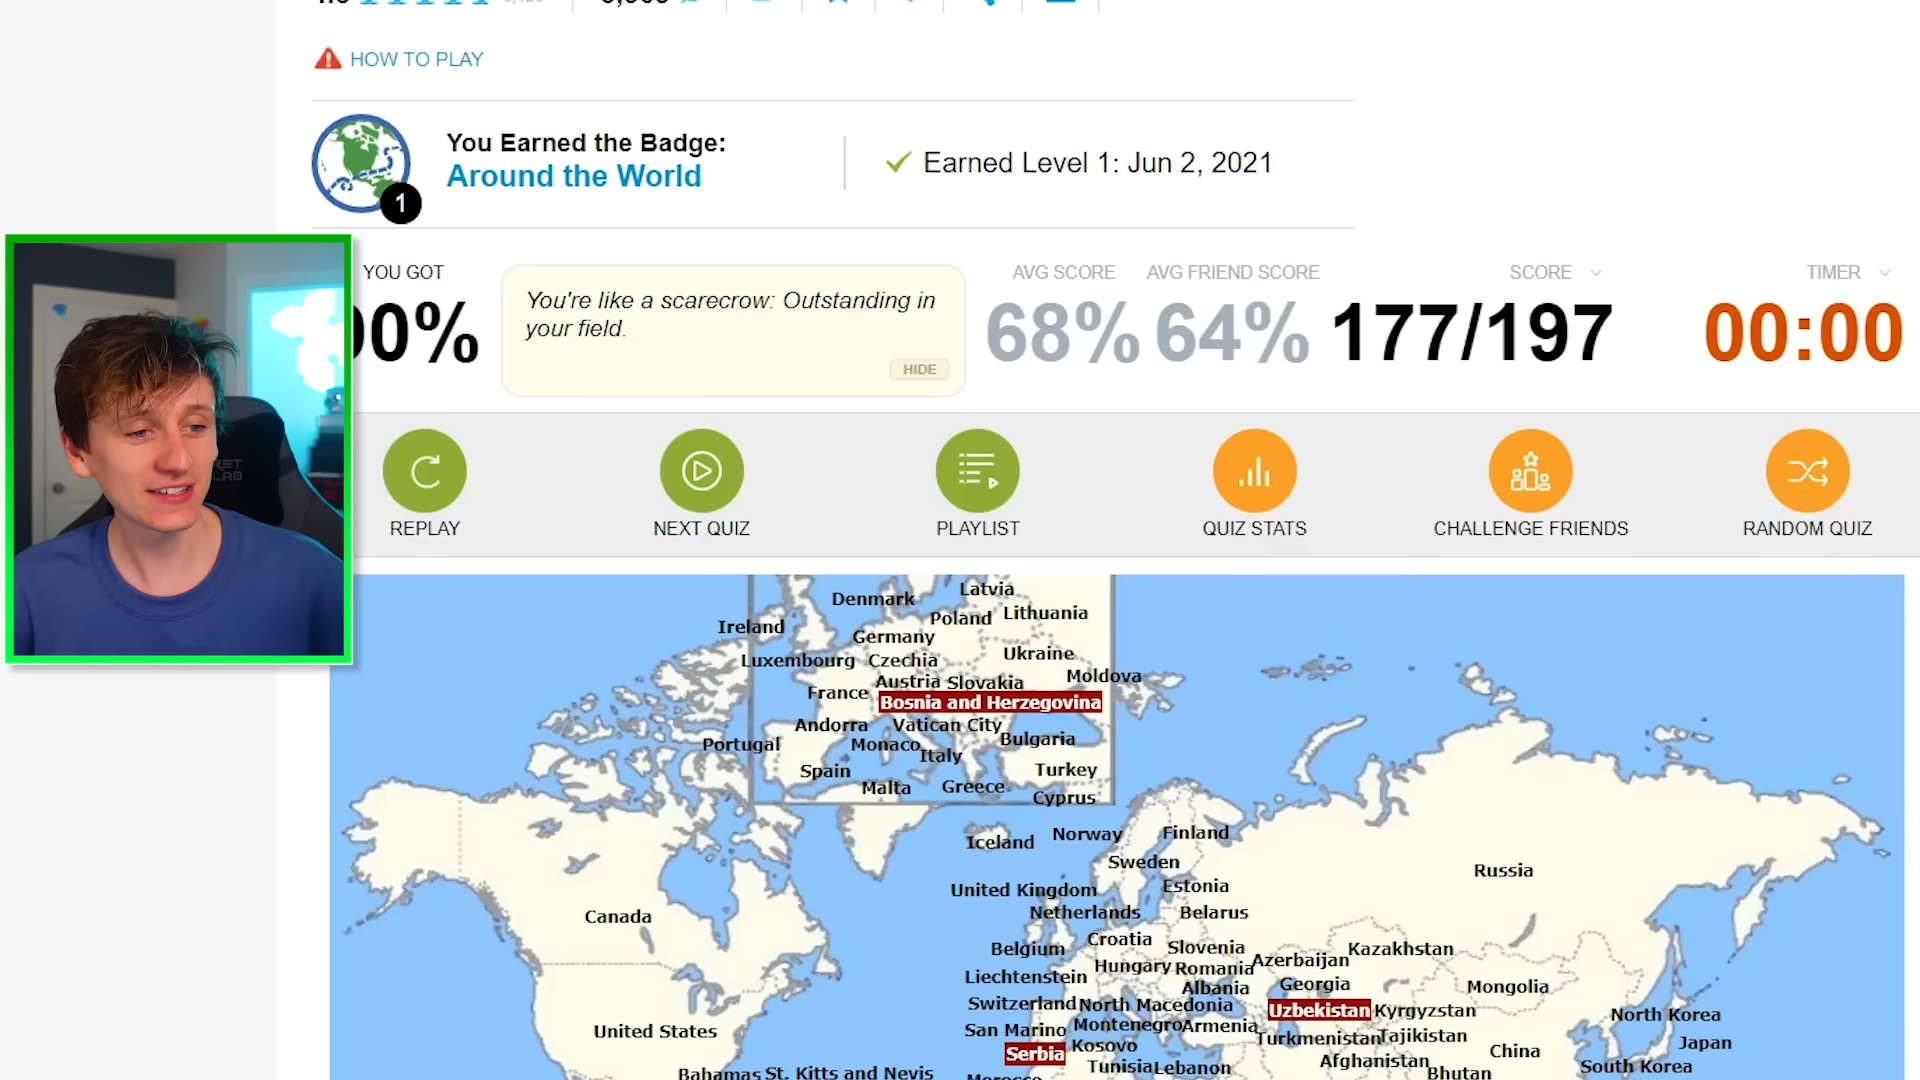 HOW TO PLAY
You Earned the Badge:
Around the World
1
Earned Level 1: Jun 2, 2021
YOU GOT
90%
You're like a scarecrow: Outstanding in
your field.
HIDE
AVG SCORE
68%
AVG FRIEND SCORE
64%
SCORE
177/197
TIMER
00:00
REPLAY
NEXT QUIZ
PLAYLIST
QUIZ STATS
CHALLENGE FRIENDS
RANDOM QUIZ
Denmark
Latvia
Ireland
Poland
Lithuania
Germany
Luxembourg
Czechia
Ukraine
France
Austria
Slovakia
Moldova
Bosnia and Herzegovina
Andorra
Vatican City
Portugal
Monaco
Italy
Bulgaria
Spain
Turkey
Malta
Greece
Cyprus
Iceland
Norway
Finland
Sweden
Russia
United Kingdom
Estonia
Canada
Netherlands
Belarus
Belgium
Croatia
Slovenia
Azerbaijan
Kazakhstan
Liechtenstein
Hungary
Romania
Albania
Georgia
Mongolia
Switzerland
North Macedonia
Uzbekistan
Kyrgyzstan
North Korea
United States
San Marino
Montenegro
Armenia
Turkmenistan
Tajikistan
Japan
Serbia
Kosovo
Afghanistan
China
South Korea
Bahamas
St. Kitts and Nevis
Morocco
Tunisia
Lebanon
Bhutan